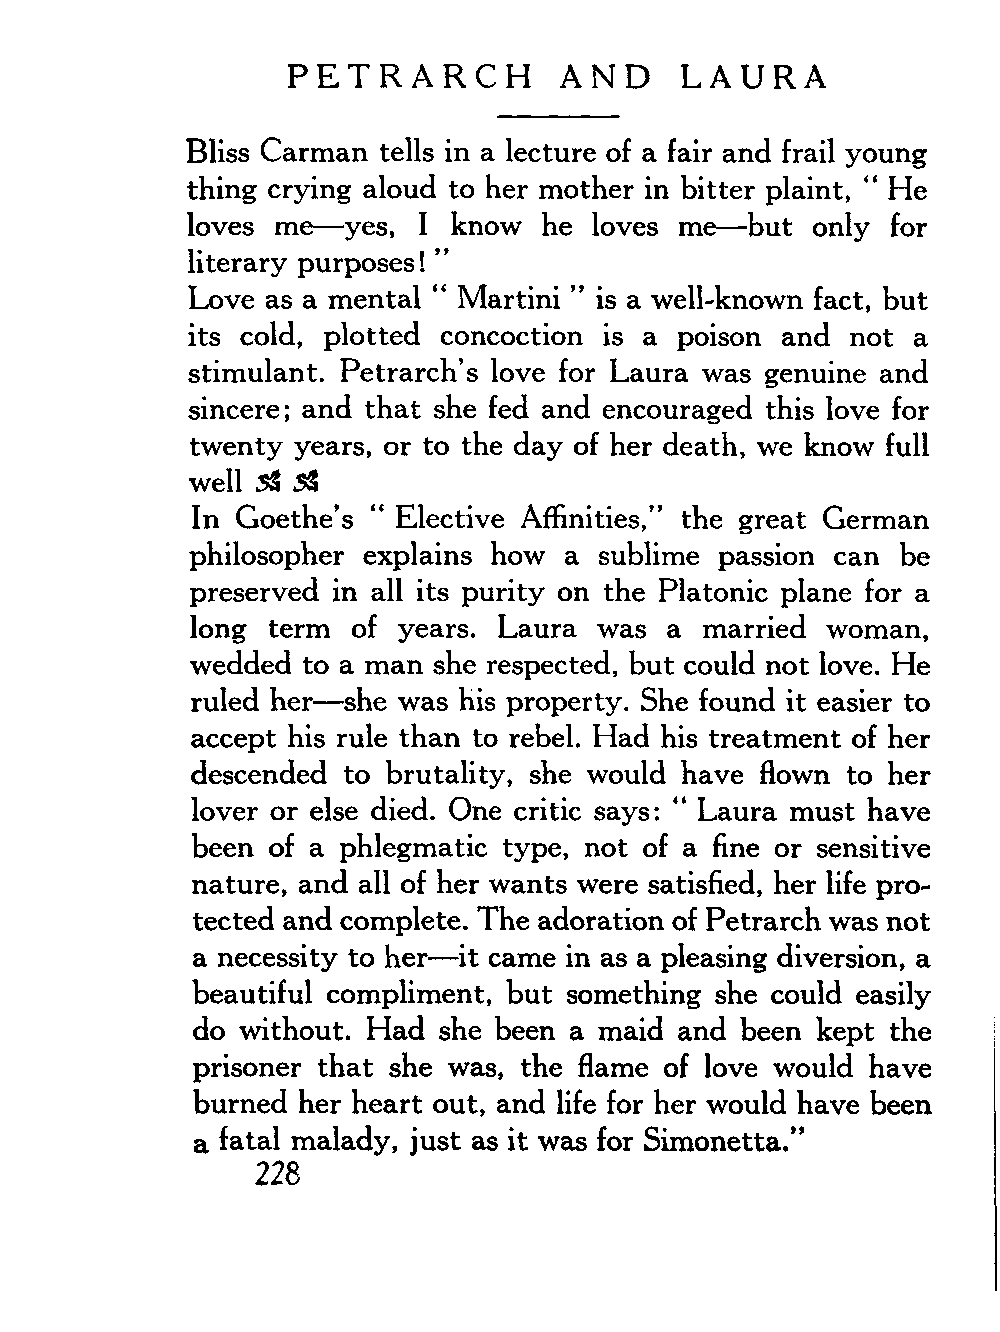 PETRARCH AND LAURA
Bliss Carman tells in a lecture of a fair and frail young
thing crying aloud to her mother in bitter plaint, “ He
loves me—yes, I know he loves me—but only for
literary purposes! ”
Love as a mental “ Martini ” is a well-known fact, but
its cold, plotted concoction is a poison and not a
stimulant. Petrarch's love for Laura was genuine and
sincere; and that she fed and encouraged this love for
twenty years, or to the day of her death, we know full
well
In Goethe's “ Elective Affinities,” the great German
philosopher explains how a sublime passion can be
preserved in all its purity on the Platonic plane for a
long term of years. Laura was a married woman,
wedded to a man she respected, but could not love. He
ruled her—she was his property. She found it easier to
accept his rule than to rebel. Had his treatment of her
descended to brutality, she would have flown to her
lover or else died. One critic says: “ Laura must have
been of a phlegmatic type, not of a fine or sensitive
nature, and all of her wants were satisfied, her life pro-
tected and complete. The adoration of Petrarch was not
a necessity to her—it came in as a pleasing diversion, a
beautiful compliment, but something she could easily
do without. Had she been a maid and been kept the
prisoner that she was, the flame of love would have
burned her heart out, and life for her would have been
a fatal malady, just as it was for Simonetta.”
228